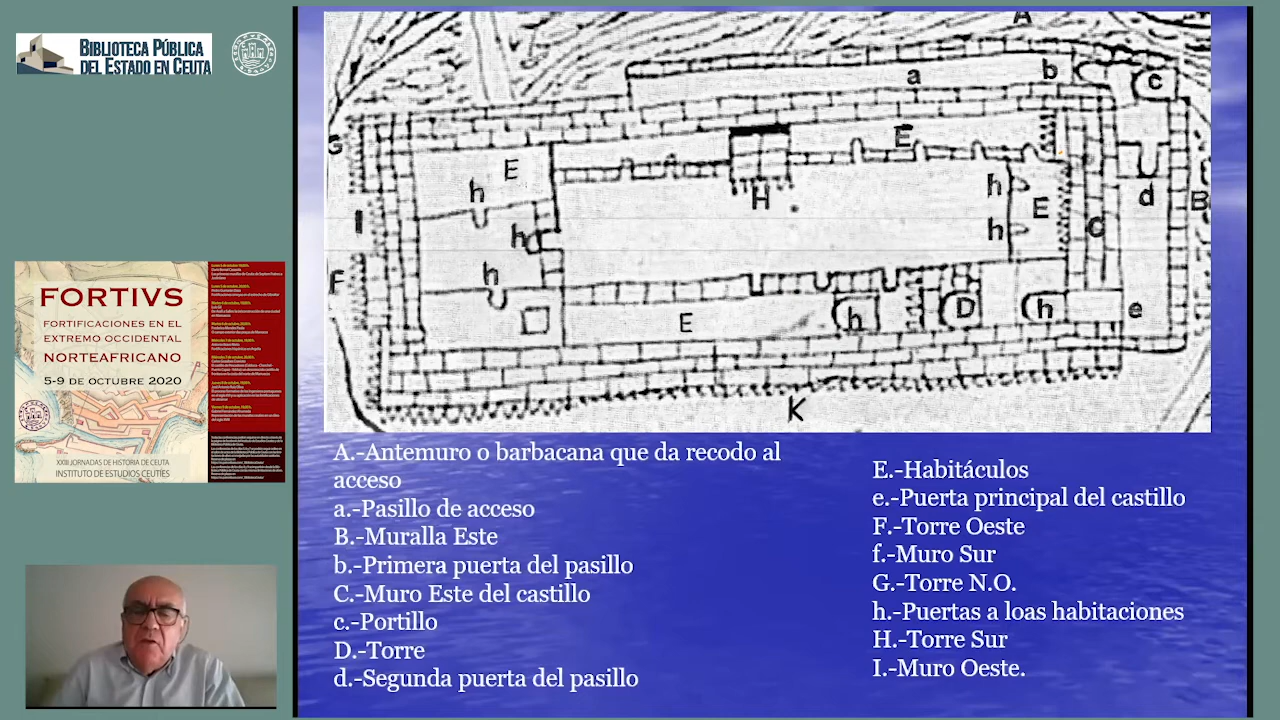 BIBLIOTECA PÚBLICA
DEL ESTADO EN CEUTA
FORTIVS
FORTIFICACIONES EN EL
EXTREMO OCCIDENTAL
NORTEAFRICANO
5-9 DE OCTUBRE 2020
XXIII JORNADAS DE HISTORIA DE CEUTA
INSTITUTO DE ESTUDIOS CEUTÍES
A
a
b
c
G
E
E
h
H
h
E
d
B
I
h
h
C
F
h
E
h
D
h
e
K
A.-Antemuro o barbacana que da recodo al
acceso
a.-Pasillo de acceso
B.-Muralla Este
b.-Primera puerta del pasillo
C.-Muro Este del castillo
c.-Portillo
D.-Torre
d.-Segunda puerta del pasillo
E.-Habitáculos
e.-Puerta principal del castillo
F.-Torre Oeste
f.-Muro Sur
G.-Torre N.O.
h.-Puertas a loas habitaciones
H.-Torre Sur
I.-Muro Oeste.